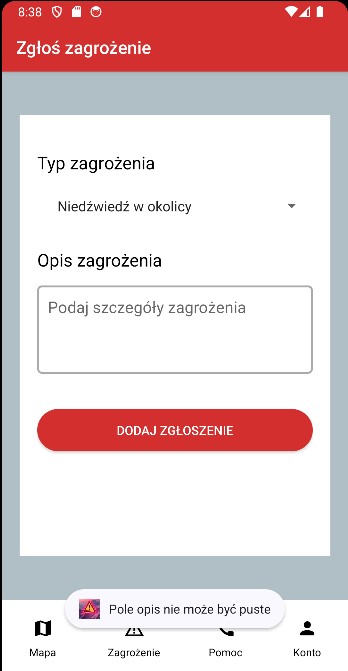 8:38
Zgłoś zagrożenie
Typ zagrożenia
Niedźwiedź w okolicy
Opis zagrożenia
Podaj szczegóły zagrożenia
DODAJ ZGŁOSZENIE
Pole opis nie może być puste
Mapa
Zagrożenie
Pomoc
Konto